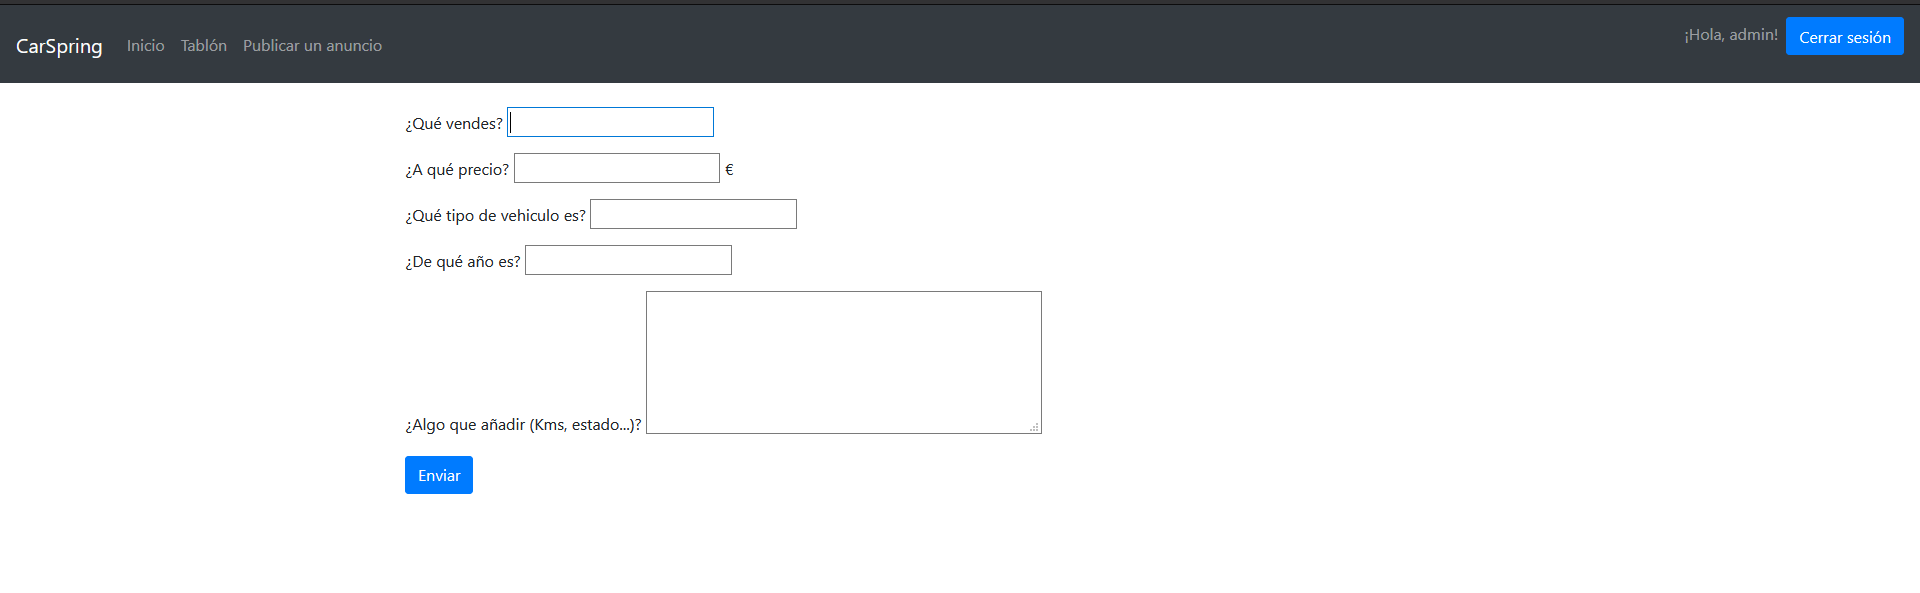 CarSpring Inicio Tablón Publicar un anuncio ¡Hola, admin! Cerrar sesión
¿Qué vendes?
¿A qué precio? €
¿Qué tipo de vehiculo es?
¿De qué año es?
¿Algo que añadir (Kms, estado...)?
Enviar